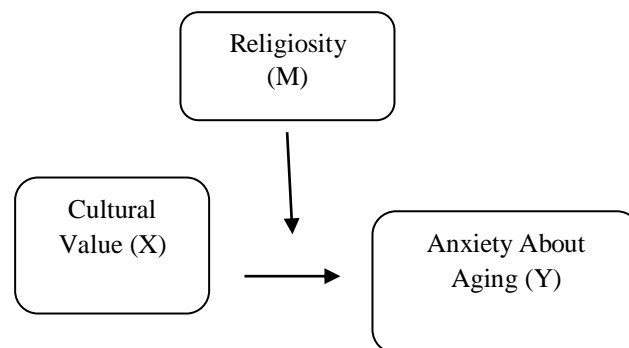 Religiosity
(M)
Cultural
Value (X)
Anxiety About
Aging (Y)